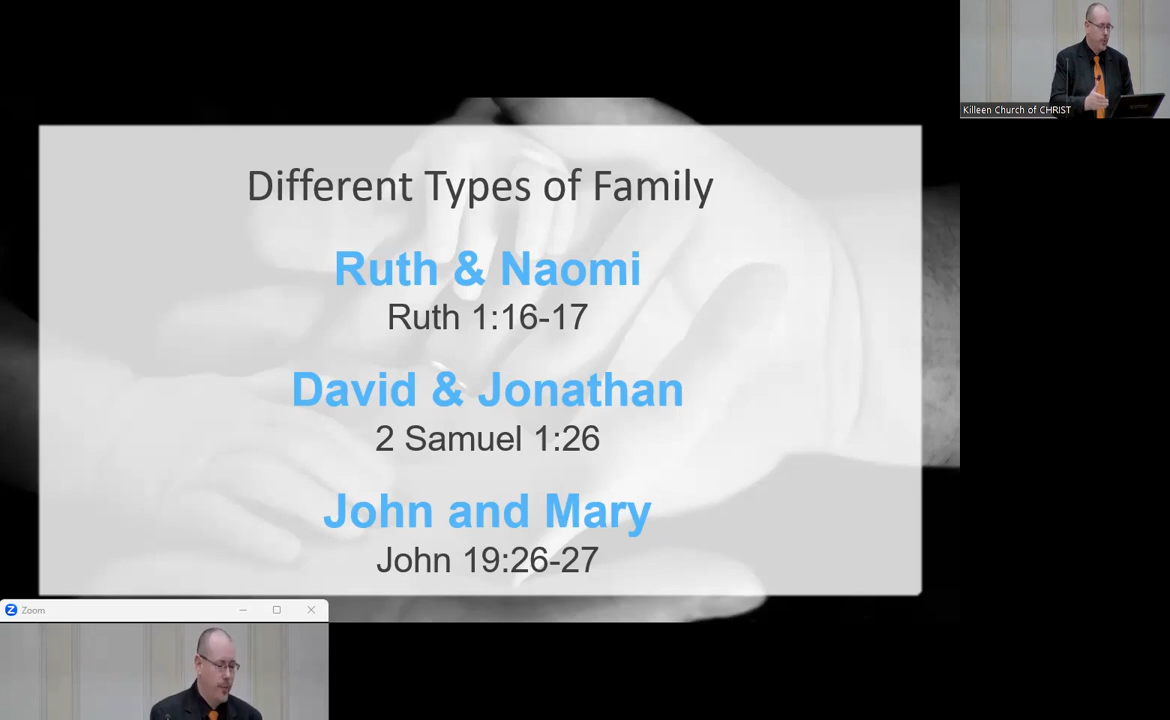 Different Types of Family
Ruth & Naomi
Ruth 1:16-17
David & Jonathan
2 Samuel 1:26
John and Mary
John 19:26-27
Killeen Church of CHRIST
Zoom